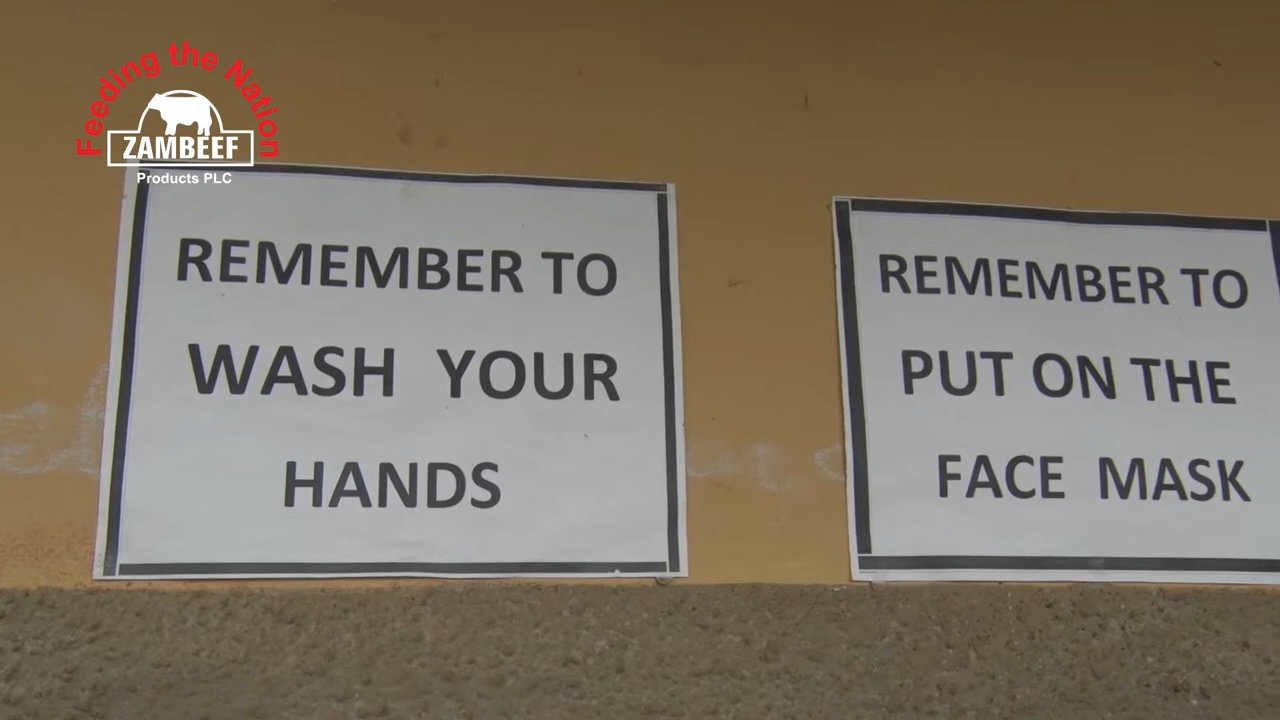 Feeding the Nation
ZAMBEEF
Products PLC
REMEMBER TO
WASH YOUR
HANDS
REMEMBER TO
PUT ON THE
FACE MASK